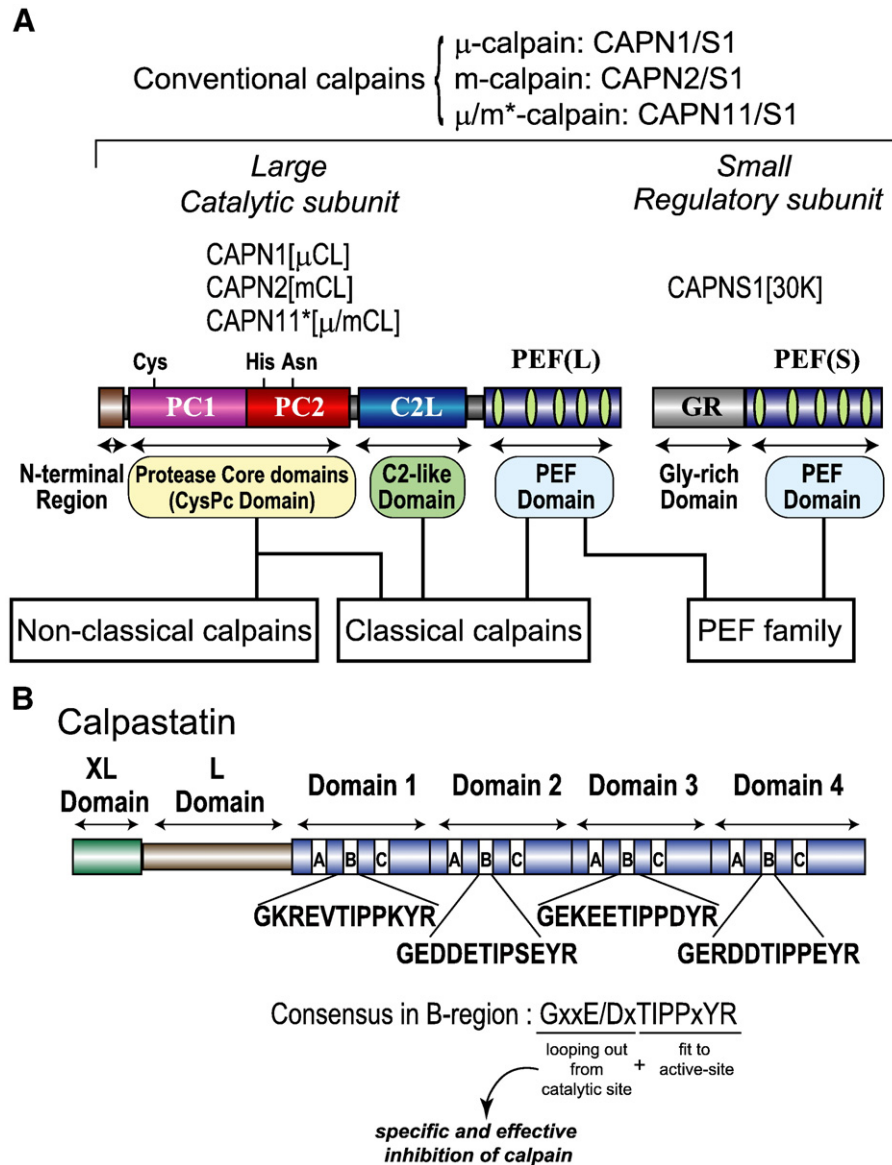 A
Conventional calpains
μ-calpain: CAPN1/S1
m-calpain: CAPN2/S1
μ/m*-calpain: CAPN11/S1
Large
Catalytic subunit
Small
Regulatory subunit
CAPN1[μCL]
CAPN2[mCL]
CAPN11*[μ/mCL]
CAPNS1[30K]
Cys His Asn PEF(L) PEF(S)
PC1 PC2 C2L GR
N-terminal
Region
Protease Core domains
(CysPc Domain)
C2-like
Domain
PEF
Domain
Gly-rich
Domain
PEF
Domain
Non-classical calpains
Classical calpains
PEF family
B
Calpastatin
XL
Domain
L
Domain
Domain 1 Domain 2 Domain 3 Domain 4
A B C A B C A B C A B C
GKREVTIPPKYR GEKEETIPPDYR
GEDDETIPSEYR GERDDTIPPEYR
Consensus in B-region : GxxE/DxTIPPxYR
looping out
from
catalytic site
+
fit to
active-site
specific and effective
inhibition of calpain